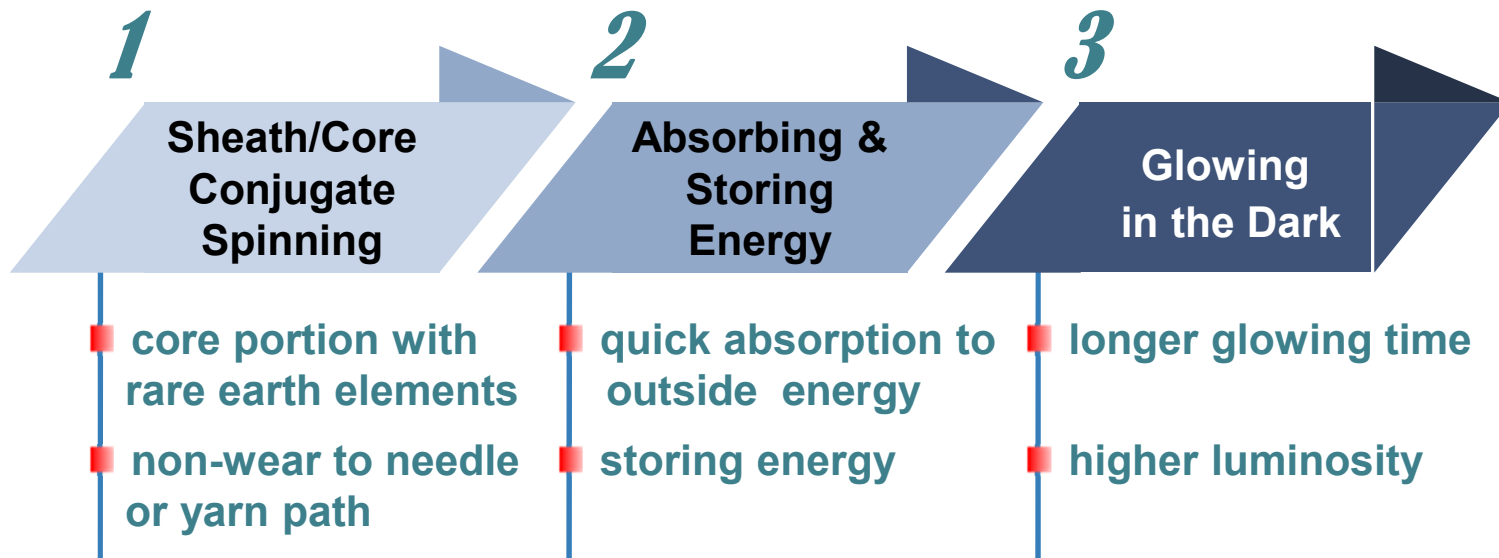 1
Sheath/Core
Conjugate
Spinning
core portion with
rare earth elements
non-wear to needle
or yarn path
2
Absorbing &
Storing
Energy
quick absorption to
outside energy
storing energy
3
Glowing
in the Dark
longer glowing time
higher luminosity